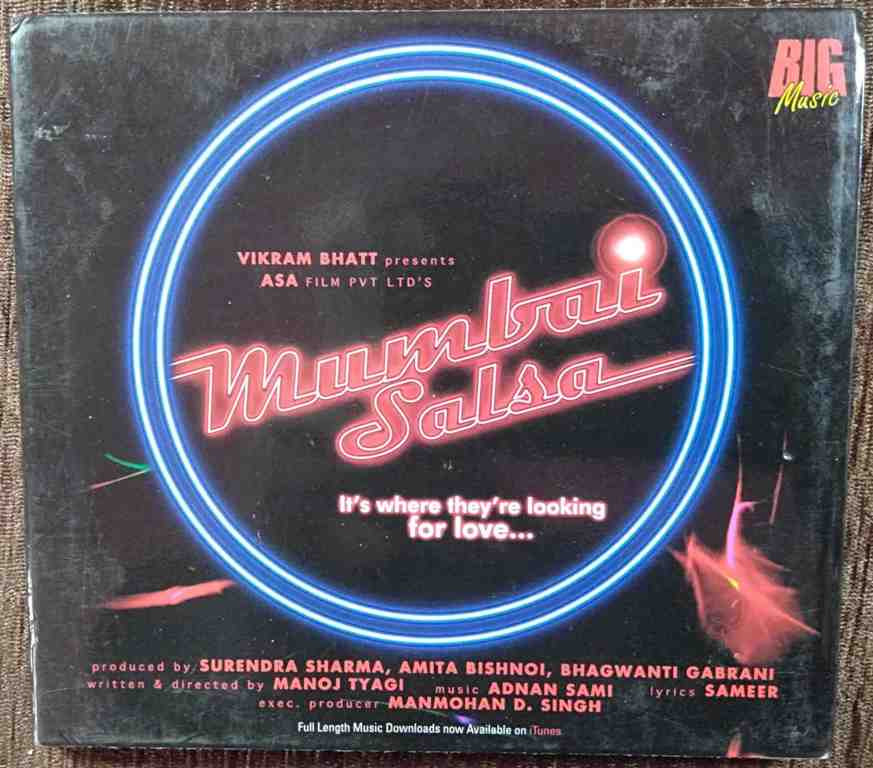 BIG
Music
VIKRAM BHATT presents
ASA FILM PVT LTD'S
Mumbai
Salsa
It's where they're looking
for love...
produced by SURENDRA SHARMA, AMITA BISHNOI, BHAGWANTI GABRANI
written & directed by MANOJ TYAGI music ADNAN SAMI lyrics SAMEER
exec. producer MANMOHAN D. SINGH
Full Length Music Downloads now Available on iTunes.